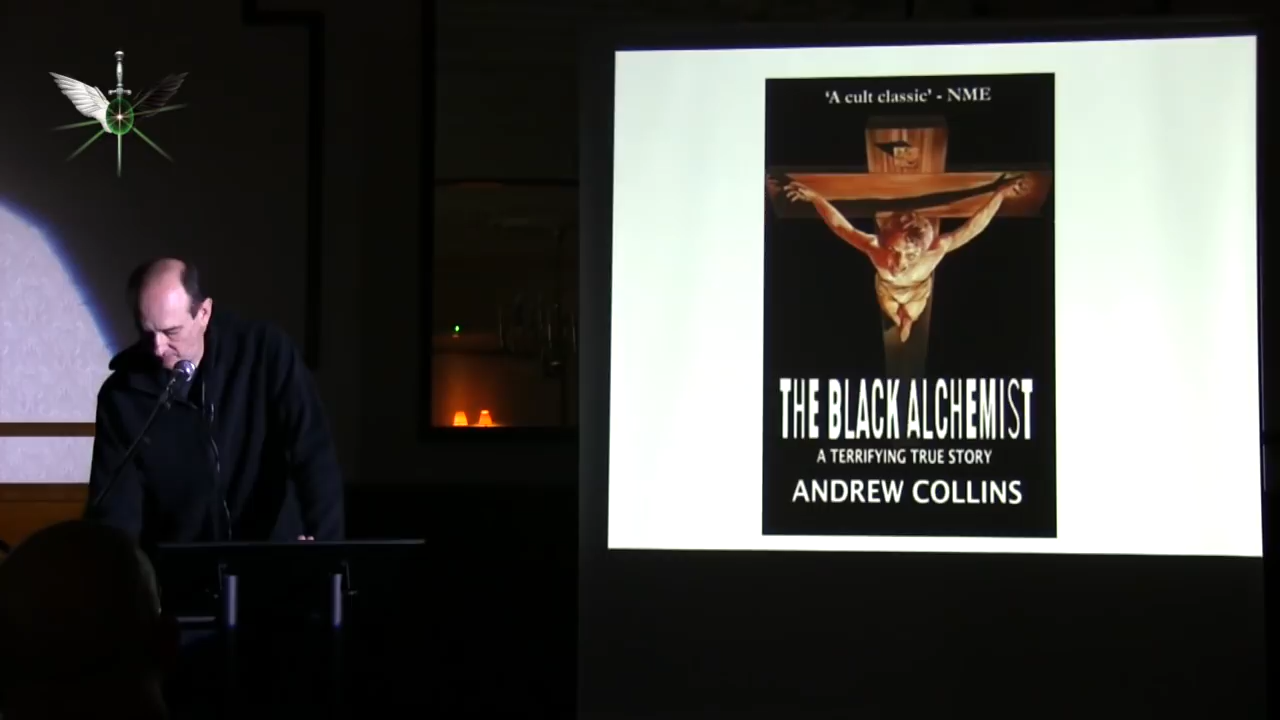 'A cult classic' - NME
THE BLACK ALCHEMIST
A TERRIFYING TRUE STORY
ANDREW COLLINS